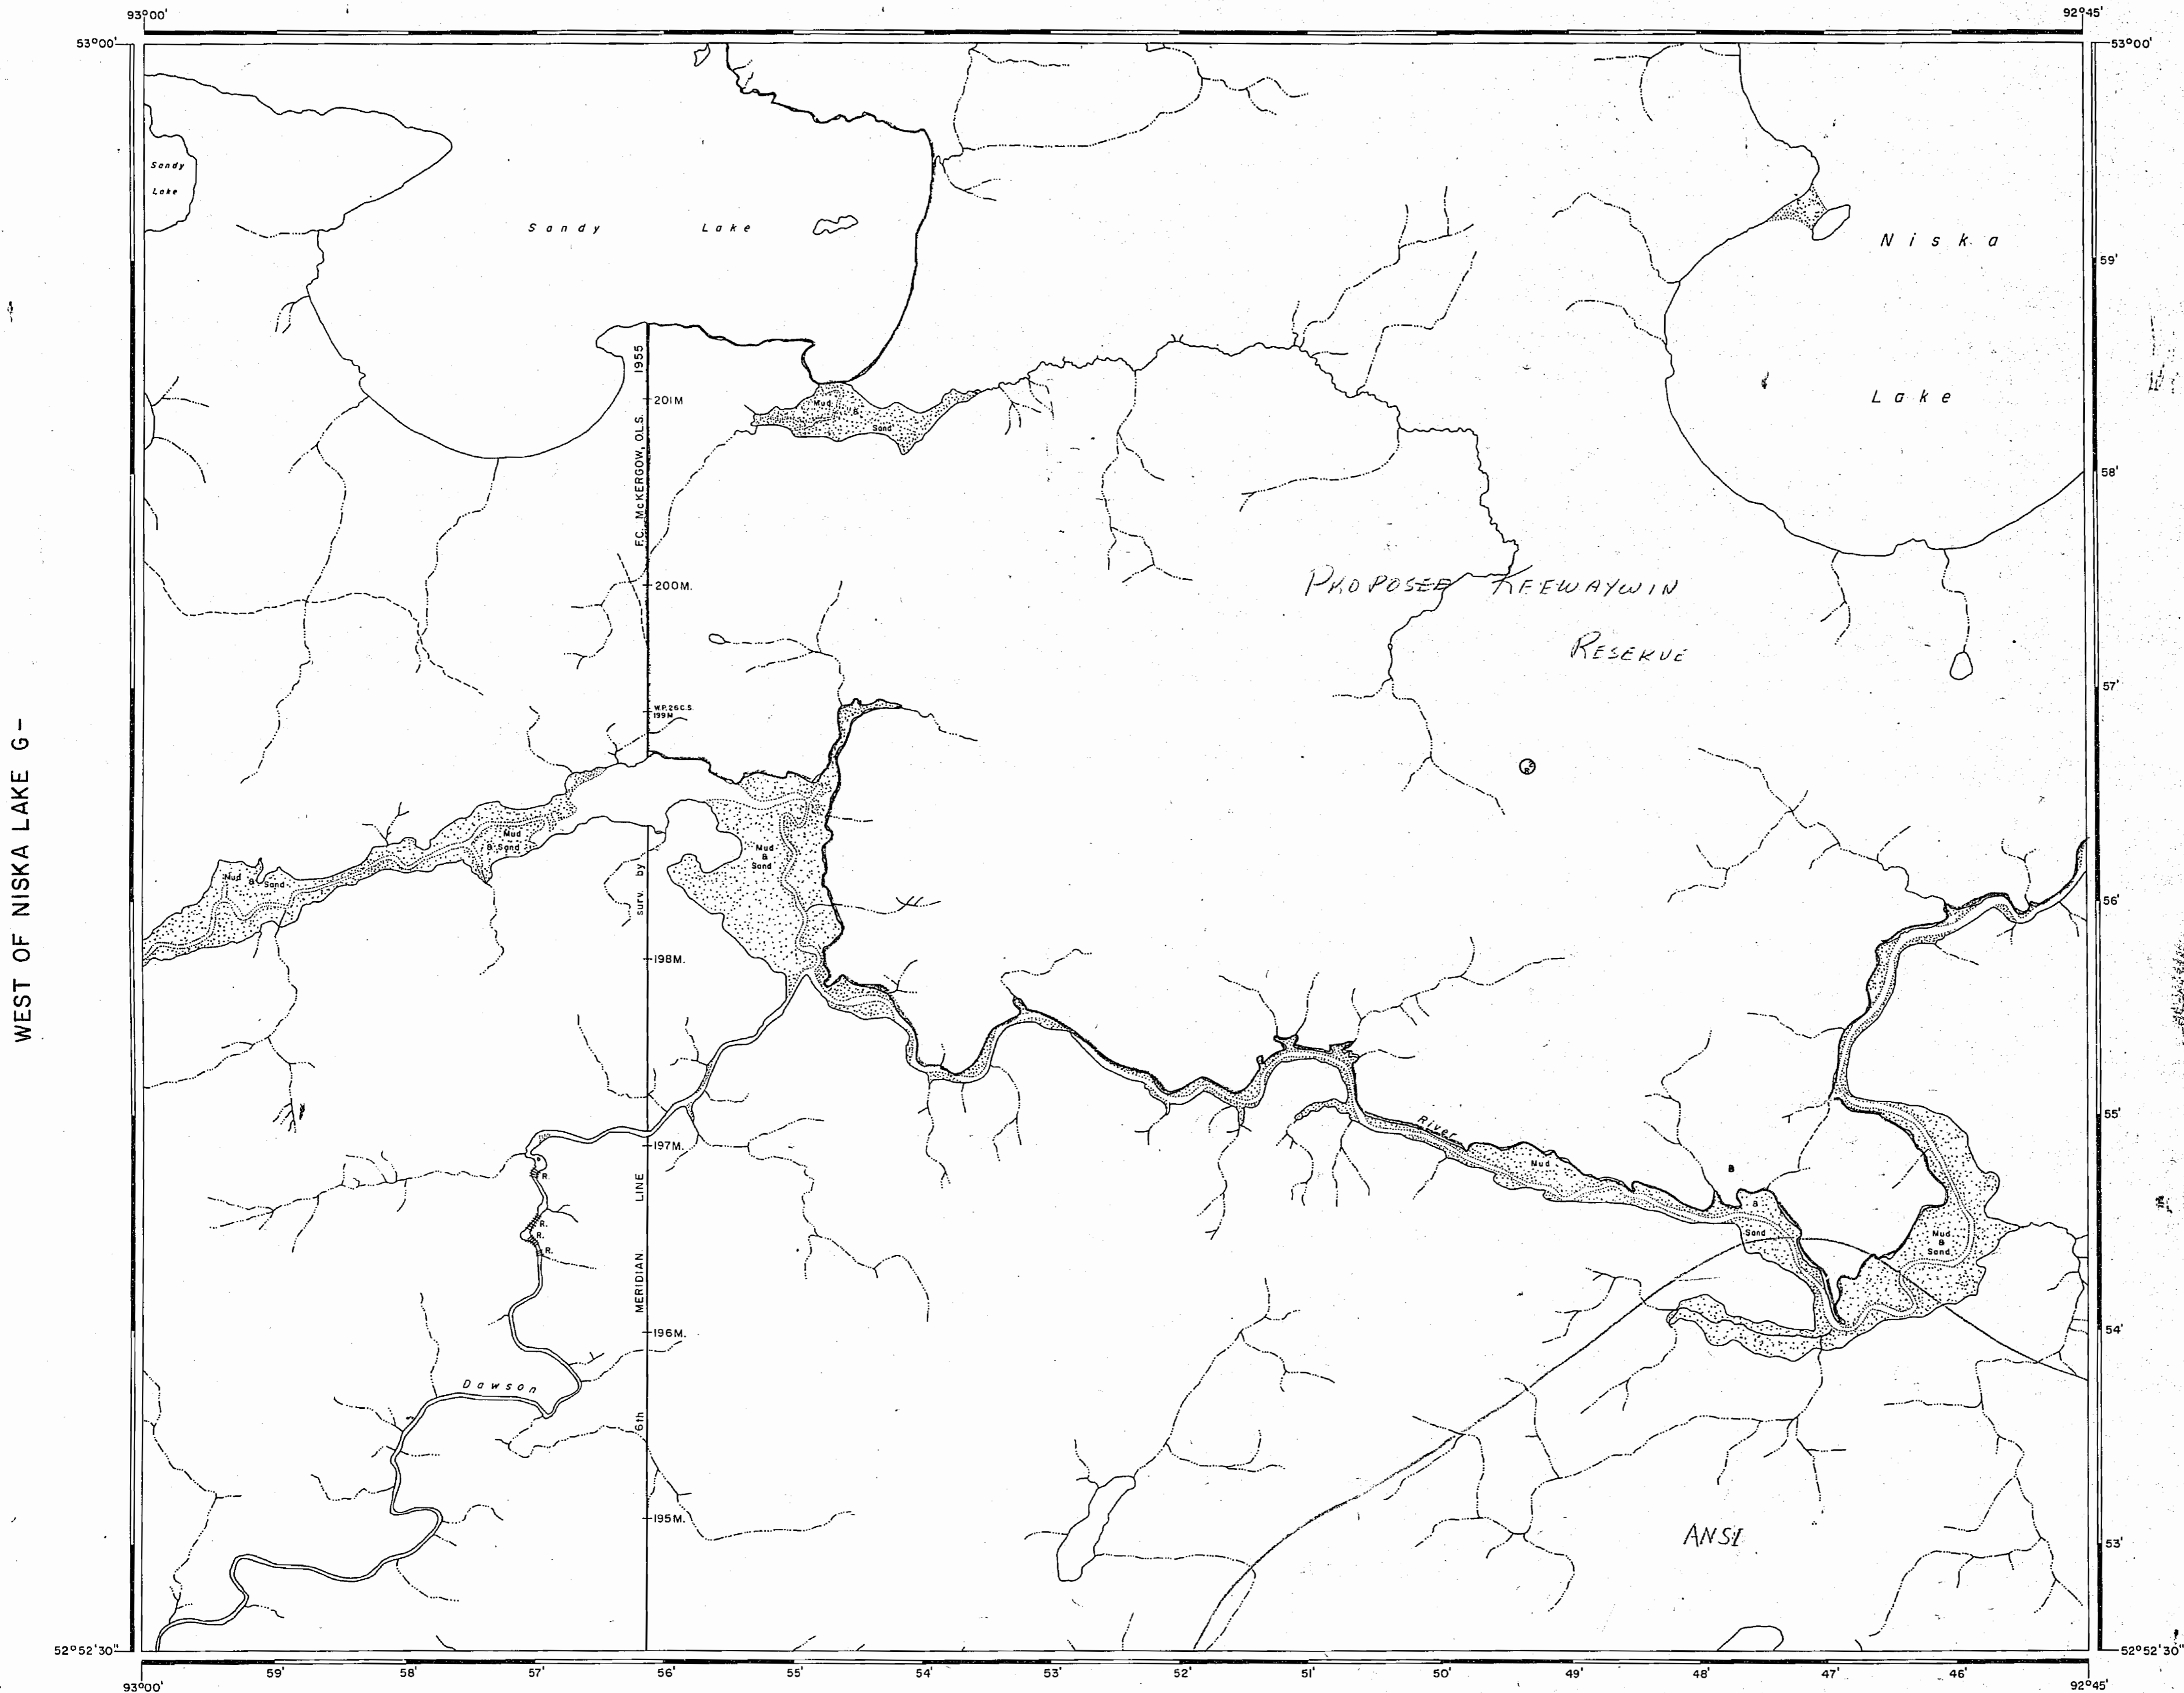 93°00'
92°45'
53°00'
53°00'
Sandy
Lake
Sandy Lake
Niska
59'
Lake
1955
201M
Mud
&
Sand
F.C. McKERGOW, O.L.S.
58'
200M.
PROPOSED KEEWAYWIN
RESERVE
57'
W.P. 26 C.S.
199M
WEST OF NISKA LAKE G-
Mud
& Sand
Mud
&
Sand
Mud & Sand
surv. by
56'
198M.
55'
River
197M.
Mud
&
R.
&
R.
R.
R.
Sand
Mud
&
Sand
MERIDIAN LINE
196M.
54'
Dawson
6th
195M.
ANSI
53'
52°52'30"
52°52'30"
59'
58'
57'
56'
55'
54'
53'
52'
51'
50'
49'
48'
47'
46'
93°00'
92°45'